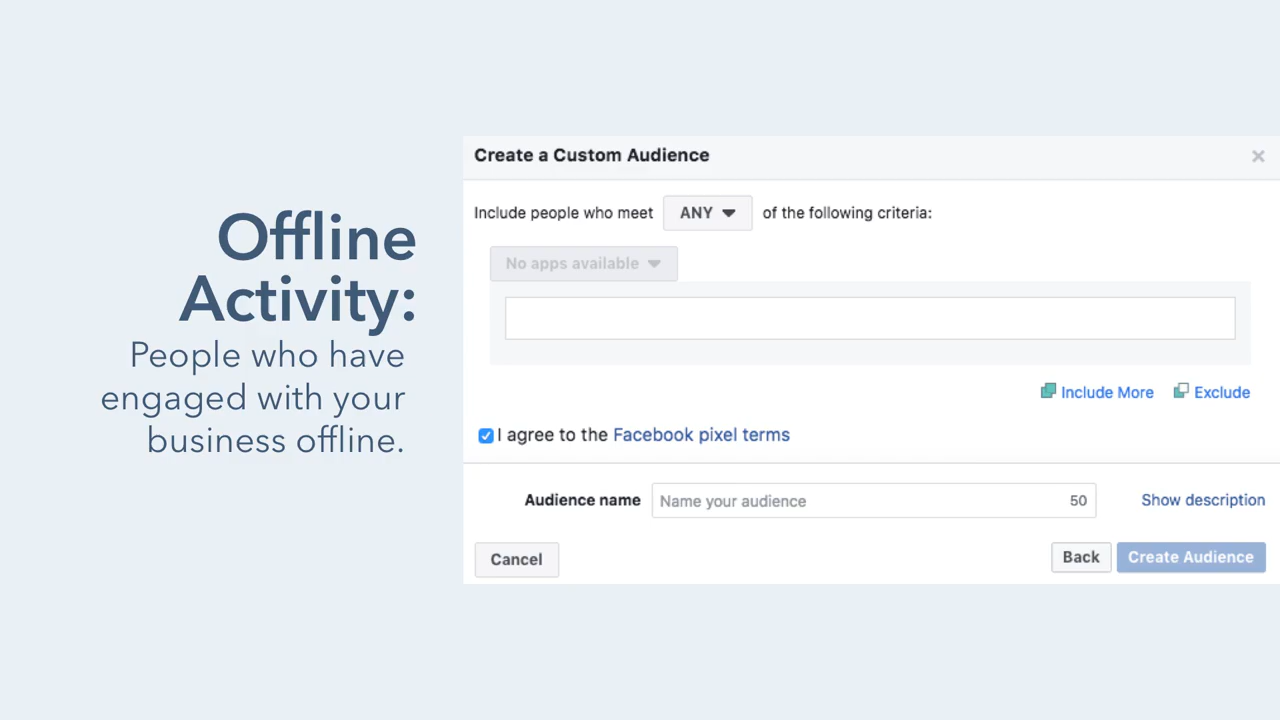 Offline
Activity:
People who have
engaged with your
business offline.
Create a Custom Audience ×
Include people who meet ANY of the following criteria:
No apps available
Include More Exclude
I agree to the Facebook pixel terms
Audience name Name your audience 50 Show description
Cancel Back Create Audience